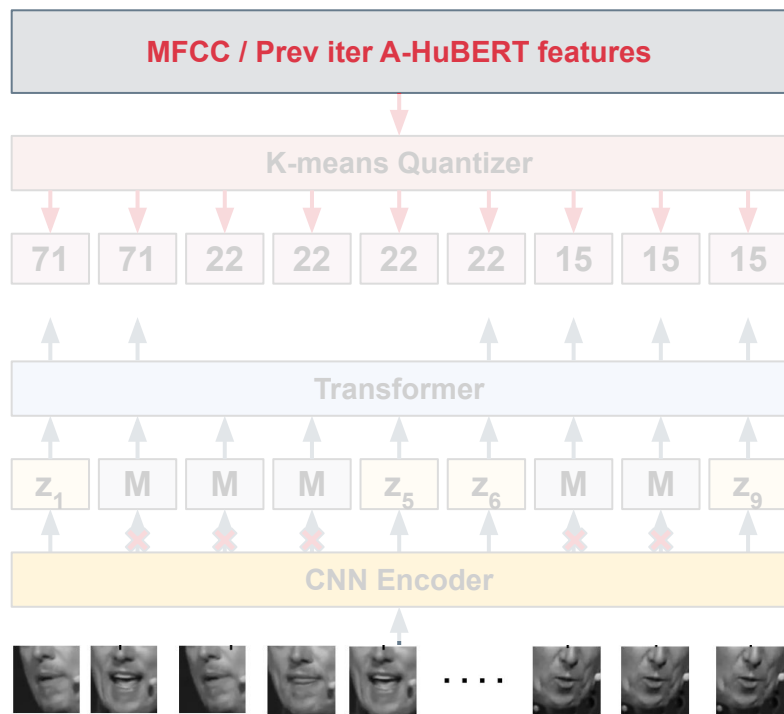 MFCC / Prev iter A-HuBERT features
K-means Quantizer
71 71 22 22 22 22 15 15 15
Transformer
z1 M M M z5 z6 M M z9
CNN Encoder
. . . .